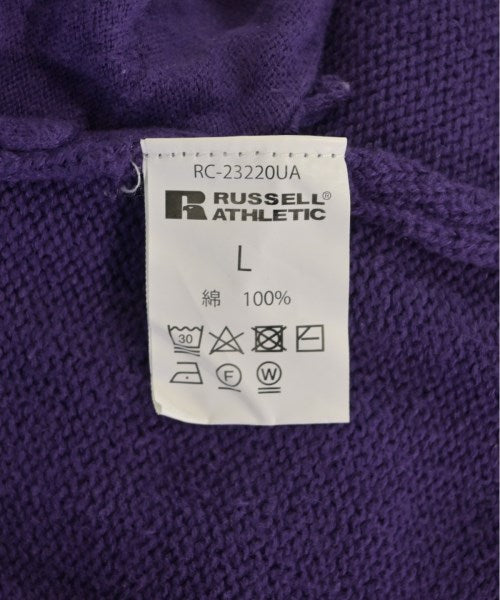 RC-23220UA
RUSSELL®
ATHLETIC
L
綿 100%
30
F W